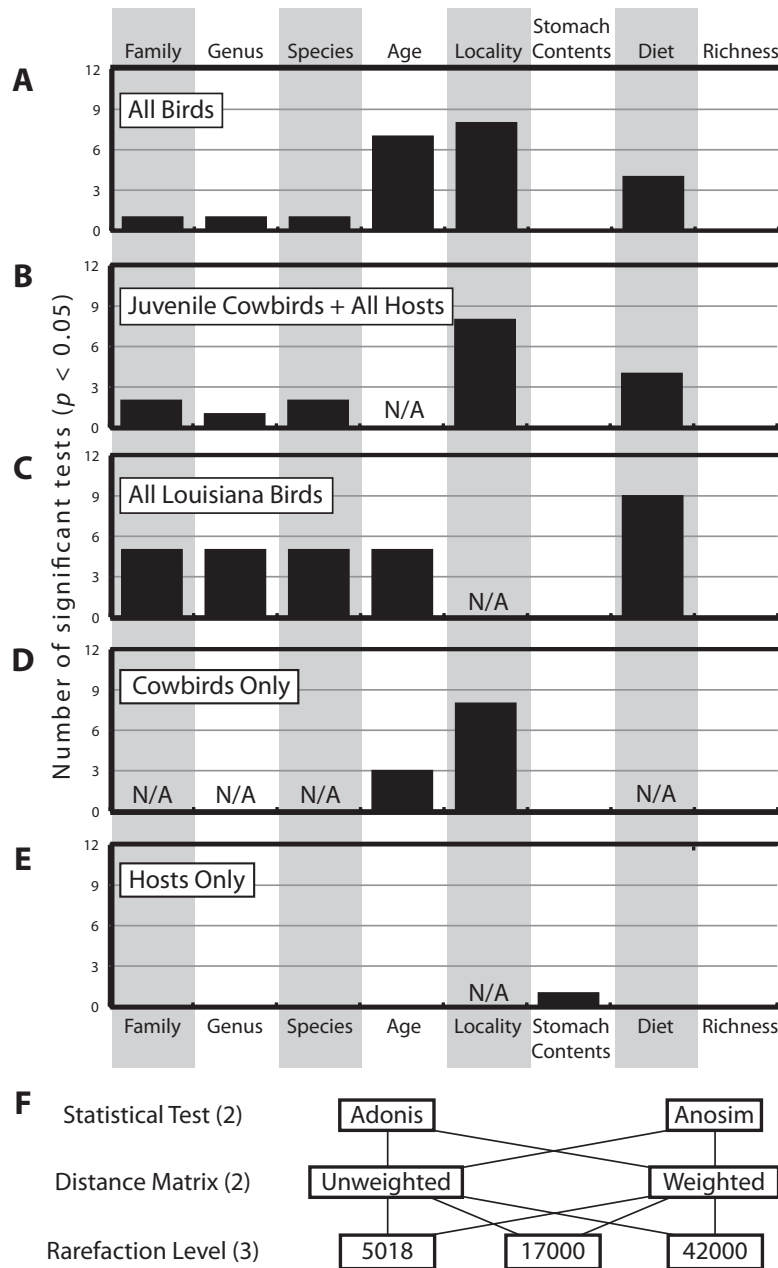 Family Genus Species Age Locality Stomach Contents Diet Richness
Number of significant tests (p < 0.05)
A
12
9
6
3
0
All Birds
B
12
9
6
3
0
Juvenile Cowbirds + All Hosts
N/A
C
12
9
6
3
0
All Louisiana Birds
N/A
D
12
9
6
3
0
Cowbirds Only
N/A N/A N/A N/A
E
12
9
6
3
0
Hosts Only
N/A
Family Genus Species Age Locality Stomach Contents Diet Richness
F
Statistical Test (2) Adonis Anosim
Distance Matrix (2) Unweighted Weighted
Rarefaction Level (3) 5018 17000 42000